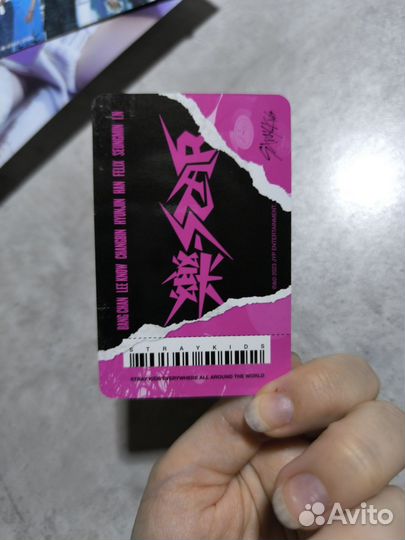 BANG CHAN LEE KNOW CHANGBIN HYUNJIN HAN FELIX SEUNGMIN I.N
樂-STAR
℗&© 2023 JYP ENTERTAINMENT
STRAYKIDS
STRAY KIDS EVERYWHERE ALL AROUND THE WORLD
Avito